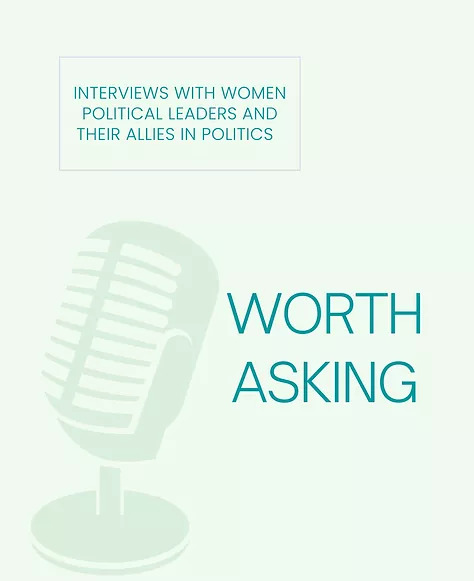 INTERVIEWS WITH WOMEN
POLITICAL LEADERS AND
THEIR ALLIES IN POLITICS
WORTH
ASKING